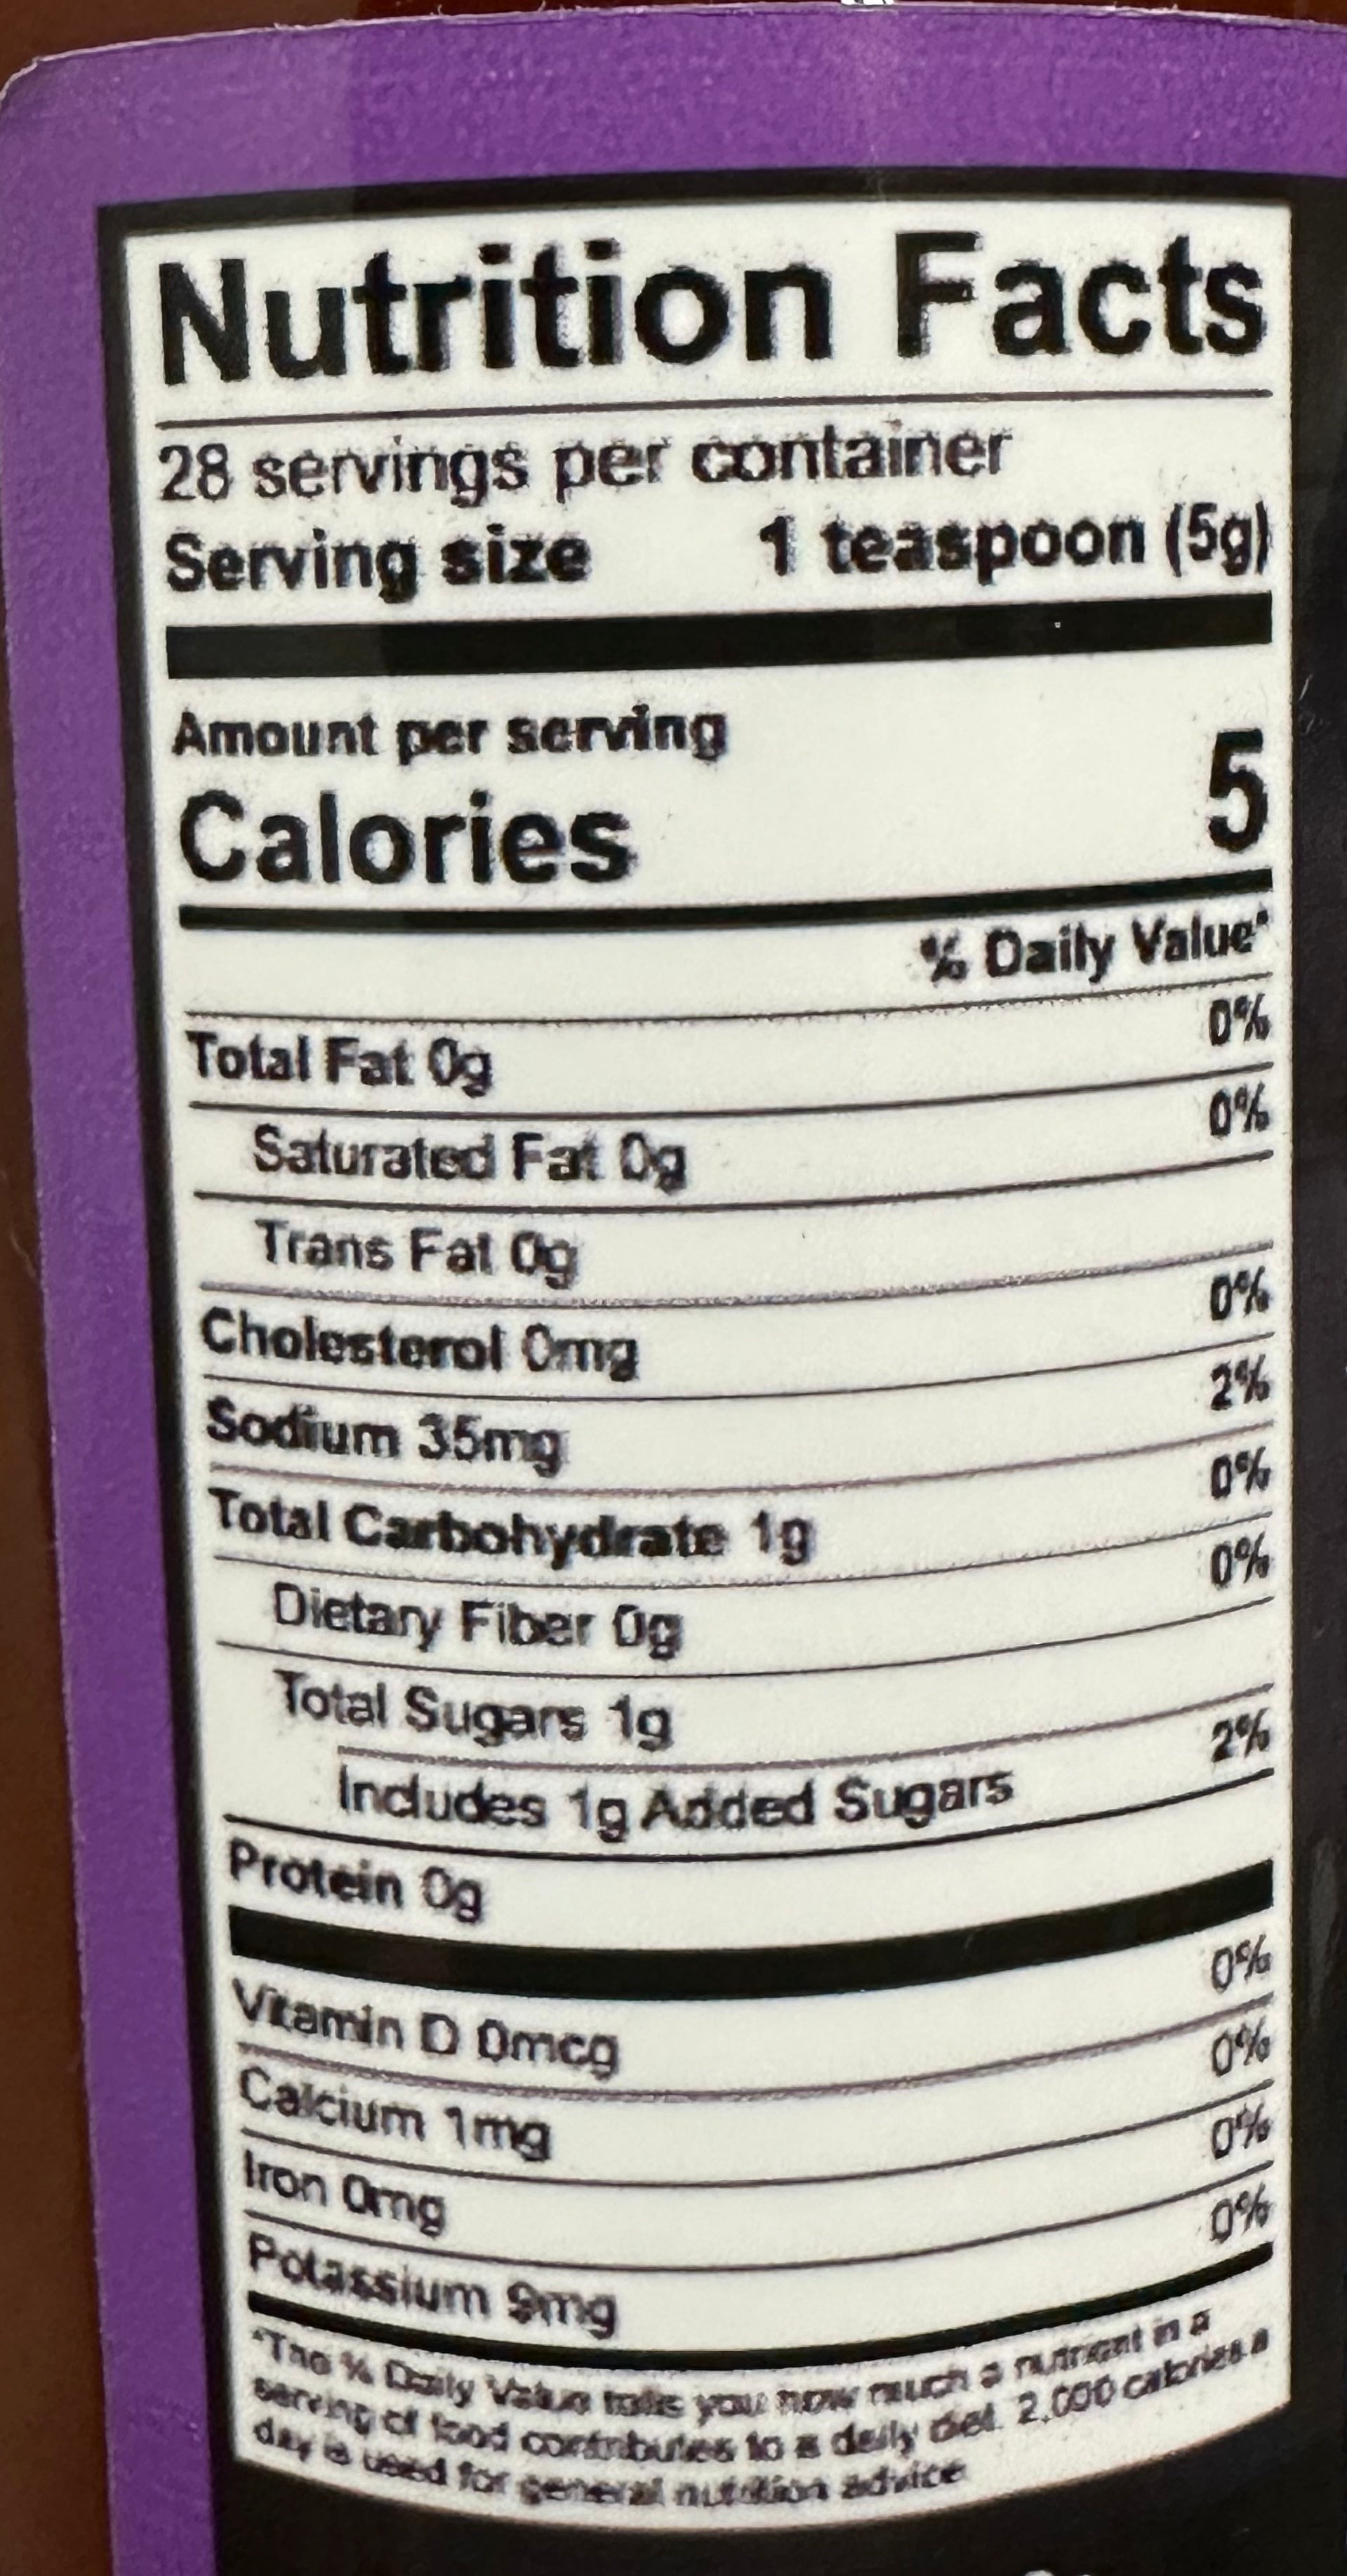 Nutrition Facts
28 servings per container
Serving size 1 teaspoon (5g)
Amount per serving
Calories 5
% Daily Value*
Total Fat 0g 0%
Saturated Fat 0g 0%
Trans Fat 0g
Cholesterol 0mg 0%
Sodium 35mg 2%
Total Carbohydrate 1g 0%
Dietary Fiber 0g 0%
Total Sugars 1g
Includes 1g Added Sugars 2%
Protein 0g
Vitamin D 0mcg 0%
Calcium 1mg 0%
Iron 0mg 0%
Potassium 9mg 0%
*The % Daily Value tells you how much a nutrient in a
serving of food contributes to a daily diet. 2,000 calories a
day is used for general nutrition advice